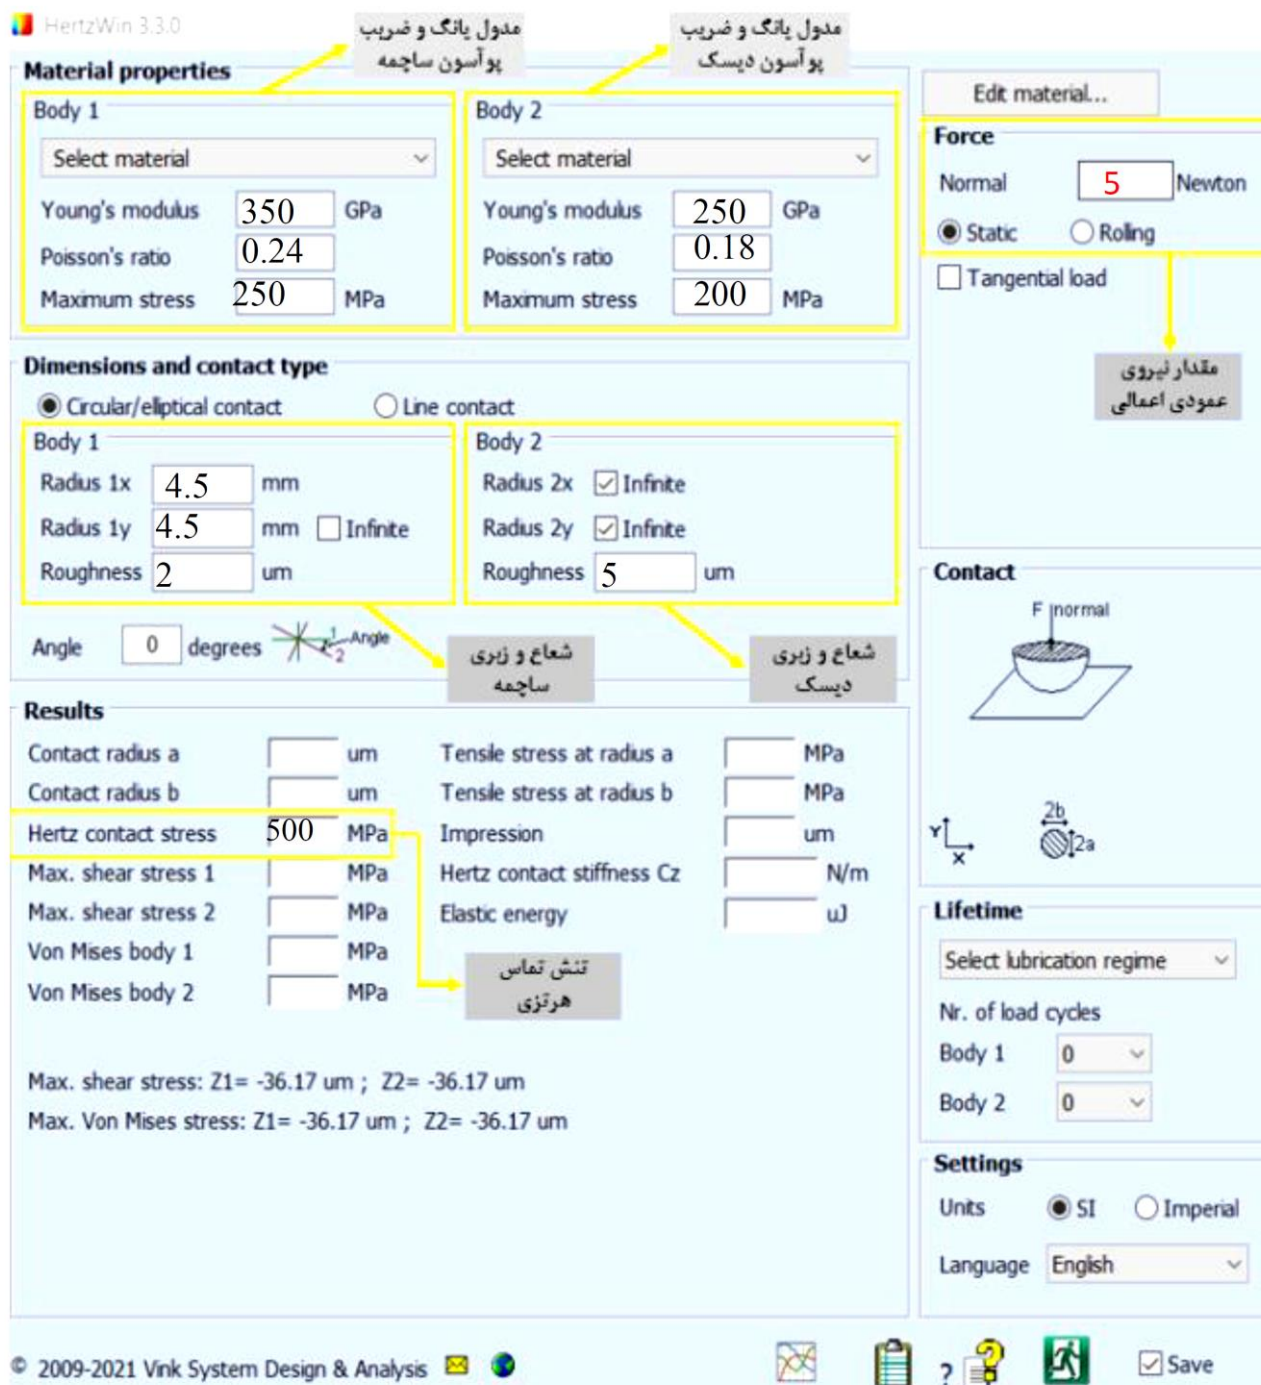 HertzWin 3.3.0
مدول یانگ و ضریب
پوآسون ساچمه
مدول یانگ و ضریب
پوآسون دیسک
Material properties
Body 1
Select material
Young's modulus 350 GPa
Poisson's ratio 0.24
Maximum stress 250 MPa
Body 2
Select material
Young's modulus 250 GPa
Poisson's ratio 0.18
Maximum stress 200 MPa
Edit material...
Force
Normal 5 Newton
Static Roling
Tangential load
مقدار نیروی
عمودی اعمالی
Dimensions and contact type
Circular/elliptical contact Line contact
Body 1
Radius 1x 4.5 mm
Radius 1y 4.5 mm Infinite
Roughness 2 um
Body 2
Radius 2x Infinite
Radius 2y Infinite
Roughness 5 um
Angle 0 degrees
1 Angle
2
شعاع و زبری
ساچمه
شعاع و زبری
دیسک
Contact
F normal
2b
2a
Y
X
Results
Contact radius a um
Contact radius b um
Hertz contact stress 500 MPa
Max. shear stress 1 MPa
Max. shear stress 2 MPa
Von Mises body 1 MPa
Von Mises body 2 MPa
Tensile stress at radius a MPa
Tensile stress at radius b MPa
Impression um
Hertz contact stiffness Cz N/m
Elastic energy uJ
تنش تماس
هرتزی
Max. shear stress: Z1= -36.17 um ; Z2= -36.17 um
Max. Von Mises stress: Z1= -36.17 um ; Z2= -36.17 um
Lifetime
Select lubrication regime
Nr. of load cycles
Body 1 0
Body 2 0
Settings
Units SI Imperial
Language English
© 2009-2021 Vink System Design & Analysis
?
?
Save